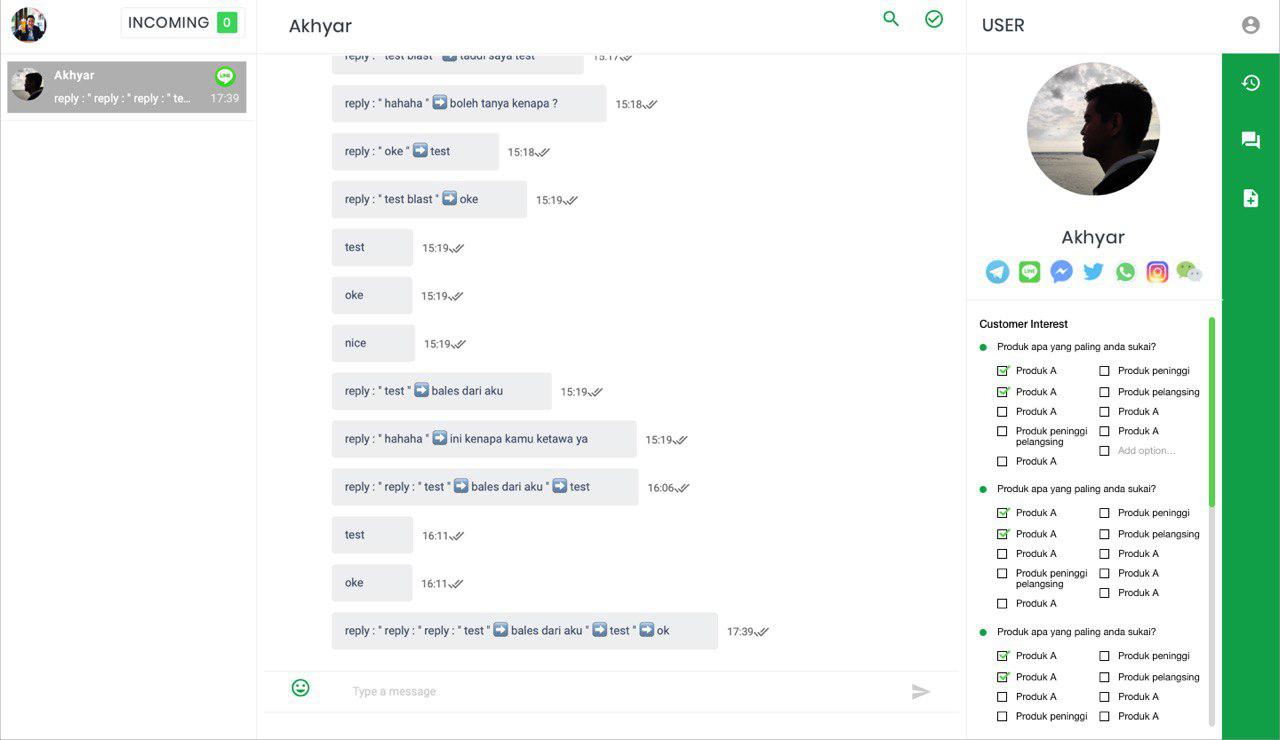 INCOMING 0
Akhyar
reply : " reply : " reply : " te...
17:39
Akhyar
reply : " test blast " ➡️ taddi saya test
15:17
reply : " hahaha " ➡️ boleh tanya kenapa ?
15:18
reply : " oke " ➡️ test
15:18
reply : " test blast " ➡️ oke
15:19
test
15:19
oke
15:19
nice
15:19
reply : " test " ➡️ bales dari aku
15:19
reply : " hahaha " ➡️ ini kenapa kamu ketawa ya
15:19
reply : " reply : " test " ➡️ bales dari aku " ➡️ test
16:06
test
16:11
oke
16:11
reply : " reply : " reply : " test " ➡️ bales dari aku " ➡️ test " ➡️ ok
17:39
Type a message
USER
Akhyar
LINE
LINE
Customer Interest
Produk apa yang paling anda sukai?
Produk A
Produk A
Produk A
Produk peninggi
pelangsing
Produk A
Produk peninggi
Produk pelangsing
Produk A
Produk A
Add option...
Produk apa yang paling anda sukai?
Produk A
Produk A
Produk A
Produk peninggi
pelangsing
Produk A
Produk peninggi
Produk pelangsing
Produk A
Produk A
Produk A
Produk apa yang paling anda sukai?
Produk A
Produk A
Produk A
Produk peninggi
Produk peninggi
Produk pelangsing
Produk A
Produk A